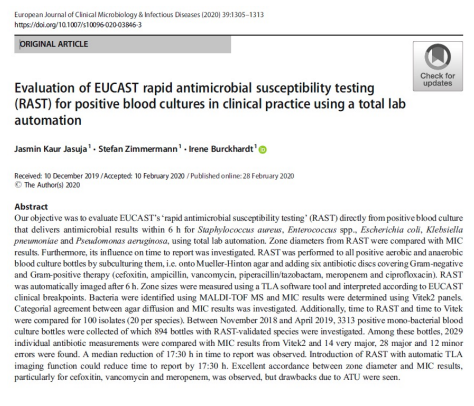 European Journal of Clinical Microbiology & Infectious Diseases (2020) 39:1305–1313
https://doi.org/10.1007/s10096-020-03846-3
ORIGINAL ARTICLE
Check for
updates
Evaluation of EUCAST rapid antimicrobial susceptibility testing
(RAST) for positive blood cultures in clinical practice using a total lab
automation
Jasmin Kaur Jasuja1 · Stefan Zimmermann1 · Irene Burckhardt1
Received: 10 December 2019 / Accepted: 10 February 2020 / Published online: 28 February 2020
© The Author(s) 2020
Abstract
Our objective was to evaluate EUCAST's 'rapid antimicrobial susceptibility testing' (RAST) directly from positive blood culture
that delivers antimicrobial results within 6 h for Staphylococcus aureus, Enterococcus spp., Escherichia coli, Klebsiella
pneumoniae and Pseudomonas aeruginosa, using total lab automation. Zone diameters from RAST were compared with MIC
results. Furthermore, its influence on time to report was investigated. RAST was performed to all positive aerobic and anaerobic
blood culture bottles by subculturing them, i.e. onto Mueller-Hinton agar and adding six antibiotic discs covering Gram-negative
and Gram-positive therapy (cefoxitin, ampicillin, vancomycin, piperacillin/tazobactam, meropenem and ciprofloxacin). RAST
was automatically imaged after 6 h. Zone sizes were measured using a TLA software tool and interpreted according to EUCAST
clinical breakpoints. Bacteria were identified using MALDI-TOF MS and MIC results were determined using Vitek2 panels.
Categorial agreement between agar diffusion and MIC results was investigated. Additionally, time to RAST and time to Vitek
were compared for 100 isolates (20 per species). Between November 2018 and April 2019, 3313 positive mono-bacterial blood
culture bottles were collected of which 894 bottles with RAST-validated species were investigated. Among these bottles, 2029
individual antibiotic measurements were compared with MIC results from Vitek2 and 14 very major, 28 major and 12 minor
errors were found. A median reduction of 17:30 h in time to report was observed. Introduction of RAST with automatic TLA
imaging function could reduce time to report by 17:30 h. Excellent accordance between zone diameter and MIC results,
particularly for cefoxitin, vancomycin and meropenem, was observed, but drawbacks due to ATU were seen.